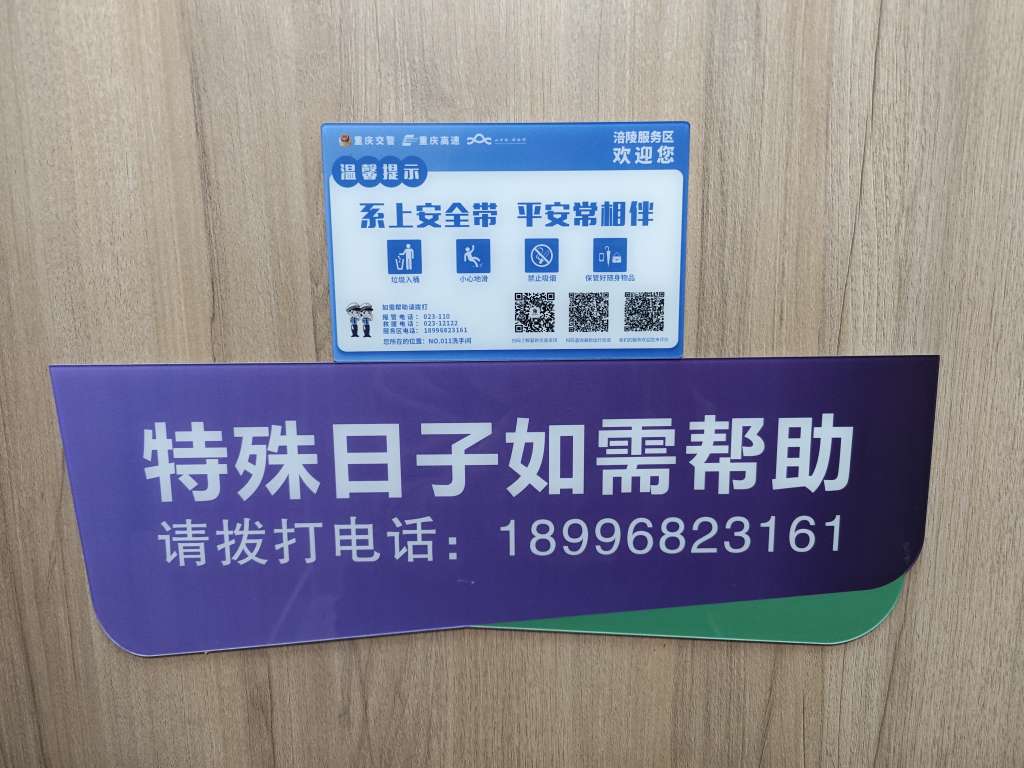 重庆交警 重庆高速
涪陵服务区
欢迎您
温馨提示
系上安全带 平安常相伴
垃圾入桶 小心地滑 禁止吸烟 保管好随身物品
如需帮助请拨打
报警电话：023-110
救援电话：023-12122
服务区电话：18996823161
您所在的位置：NO.011洗手间
特殊日子如需帮助
请拨打电话：18996823161